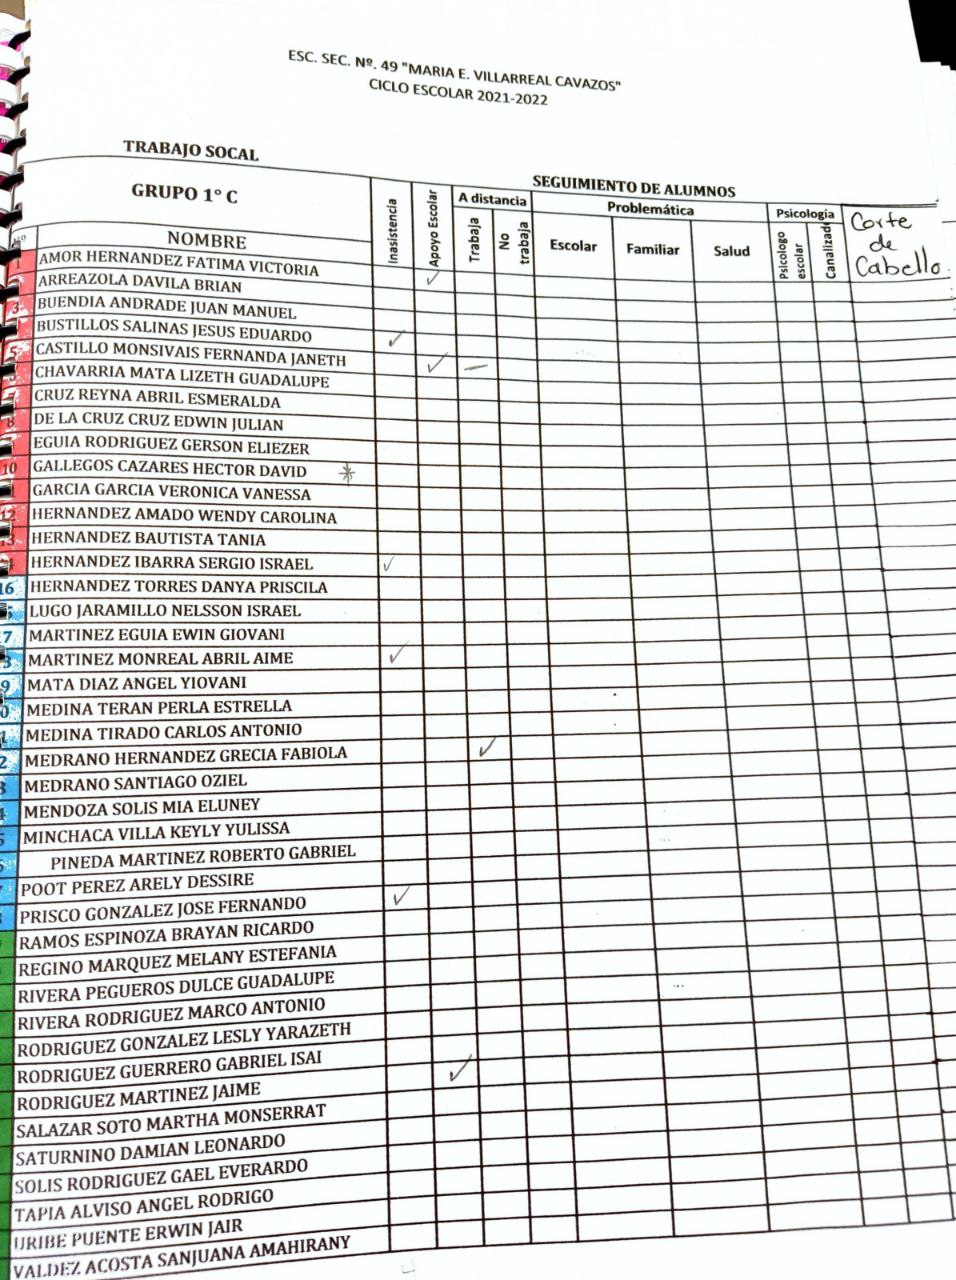 ESC. SEC. Nº. 49 "MARIA E. VILLARREAL CAVAZOS"
CICLO ESCOLAR 2021-2022
TRABAJO SOCAL
SEGUIMIENTO DE ALUMNOS
GRUPO 1° C
Inasistencia
Apoyo Escolar
A distancia
Trabaja
No trabaja
Problemática
Escolar
Familiar
Salud
Psicología
Psicologo escolar
Canalizado
Corte
de
Cabello.
NOMBRE
1 AMOR HERNANDEZ FATIMA VICTORIA
ARREAZOLA DAVILA BRIAN
3 BUENDIA ANDRADE JUAN MANUEL
BUSTILLOS SALINAS JESUS EDUARDO
5 CASTILLO MONSIVAIS FERNANDA JANETH
CHAVARRIA MATA LIZETH GUADALUPE
CRUZ REYNA ABRIL ESMERALDA
8 DE LA CRUZ CRUZ EDWIN JULIAN
EGUIA RODRIGUEZ GERSON ELIEZER
10 GALLEGOS CAZARES HECTOR DAVID
GARCIA GARCIA VERONICA VANESSA
12 HERNANDEZ AMADO WENDY CAROLINA
13 HERNANDEZ BAUTISTA TANIA
HERNANDEZ IBARRA SERGIO ISRAEL
16 HERNANDEZ TORRES DANYA PRISCILA
LUGO JARAMILLO NELSSON ISRAEL
7 MARTINEZ EGUIA EWIN GIOVANI
8 MARTINEZ MONREAL ABRIL AIME
9 MATA DIAZ ANGEL YIOVANI
0 MEDINA TERAN PERLA ESTRELLA
1 MEDINA TIRADO CARLOS ANTONIO
2 MEDRANO HERNANDEZ GRECIA FABIOLA
3 MEDRANO SANTIAGO OZIEL
4 MENDOZA SOLIS MIA ELUNEY
5 MINCHACA VILLA KEYLY YULISSA
PINEDA MARTINEZ ROBERTO GABRIEL
POOT PEREZ ARELY DESSIRE
PRISCO GONZALEZ JOSE FERNANDO
RAMOS ESPINOZA BRAYAN RICARDO
REGINO MARQUEZ MELANY ESTEFANIA
RIVERA PEGUEROS DULCE GUADALUPE
RIVERA RODRIGUEZ MARCO ANTONIO
RODRIGUEZ GONZALEZ LESLY YARAZETH
RODRIGUEZ GUERRERO GABRIEL ISAI
RODRIGUEZ MARTINEZ JAIME
SALAZAR SOTO MARTHA MONSERRAT
SATURNINO DAMIAN LEONARDO
SOLIS RODRIGUEZ GAEL EVERARDO
TAPIA ALVISO ANGEL RODRIGO
URIBE PUENTE ERWIN JAIR
VALDEZ ACOSTA SANJUANA AMAHIRANY